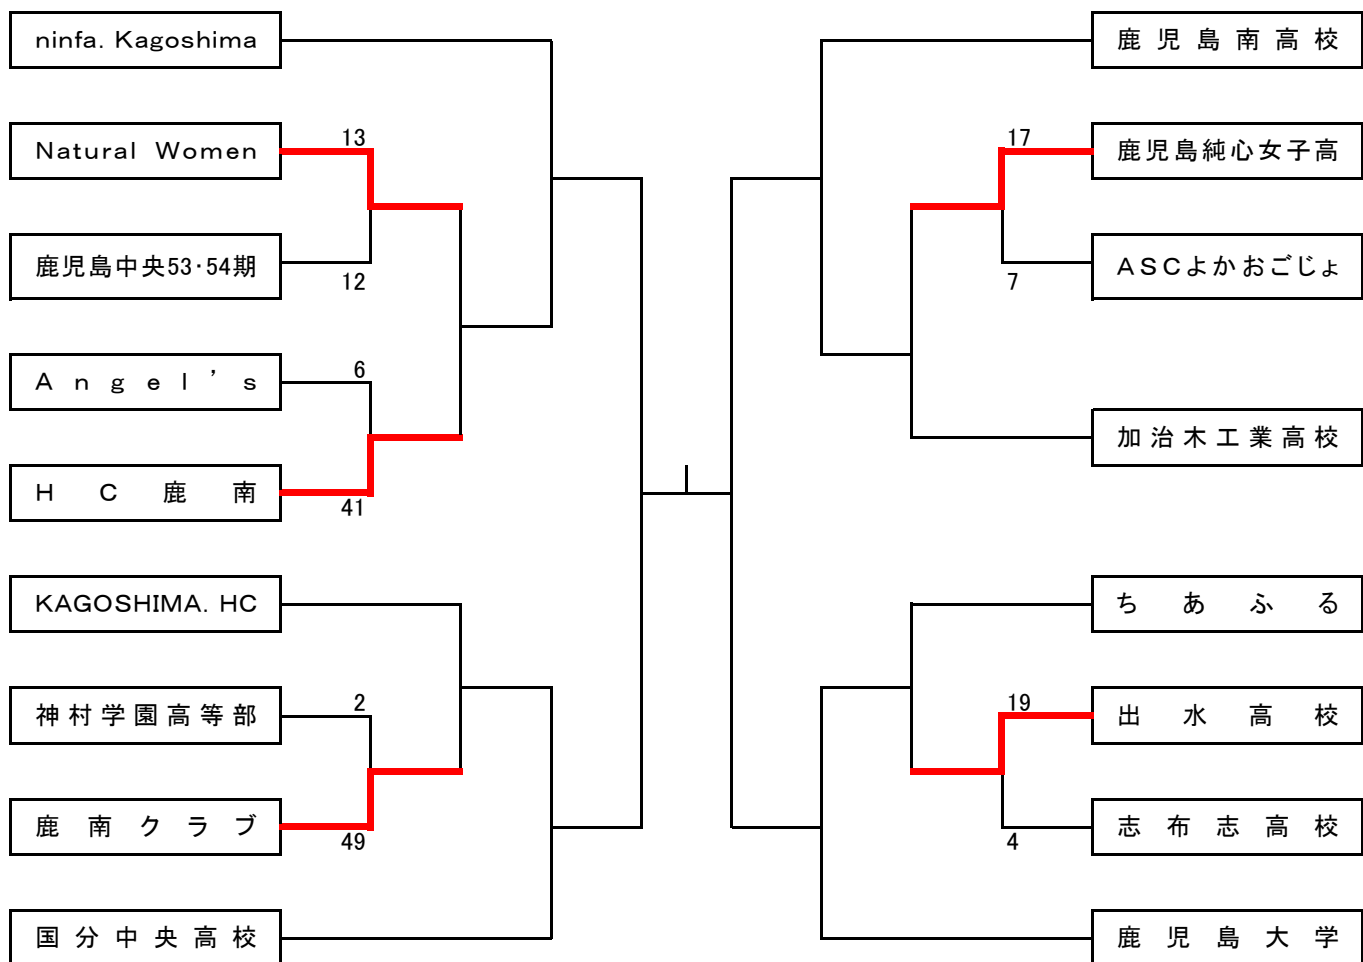 ninfa. Kagoshima
Natural Women
13
鹿児島中央53・54期
12
Angel's
6
HC鹿南
41
KAGOSHIMA. HC
神村学園高等部
2
鹿南クラブ
49
国分中央高校
鹿児島南高校
17
鹿児島純心女子高
ASCよかおごじょ
7
加治木工業高校
ちあふる
19
出水高校
志布志高校
4
鹿児島大学